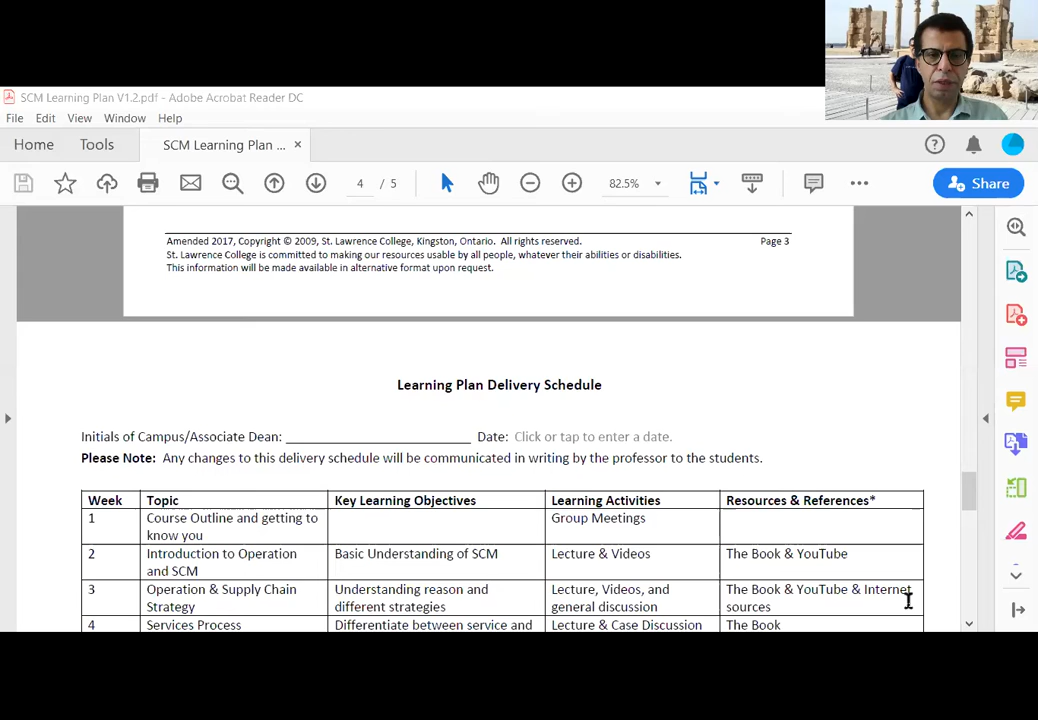 SCM Learning Plan V1.2.pdf - Adobe Acrobat Reader DC
File Edit View Window Help
Home Tools SCM Learning Plan ... ×
4 / 5 82.5% Share
Amended 2017, Copyright © 2009, St. Lawrence College, Kingston, Ontario. All rights reserved. Page 3
St. Lawrence College is committed to making our resources usable by all people, whatever their abilities or disabilities.
This information will be made available in alternative format upon request.
Learning Plan Delivery Schedule
Initials of Campus/Associate Dean: ______________________ Date: Click or tap to enter a date.
Please Note: Any changes to this delivery schedule will be communicated in writing by the professor to the students.
Week Topic Key Learning Objectives Learning Activities Resources & References*
1 Course Outline and getting to Group Meetings
know you
2 Introduction to Operation Basic Understanding of SCM Lecture & Videos The Book & YouTube
and SCM
3 Operation & Supply Chain Understanding reason and Lecture, Videos, and The Book & YouTube & Internet
Strategy different strategies general discussion sources
4 Services Process Differentiate between service and Lecture & Case Discussion The Book